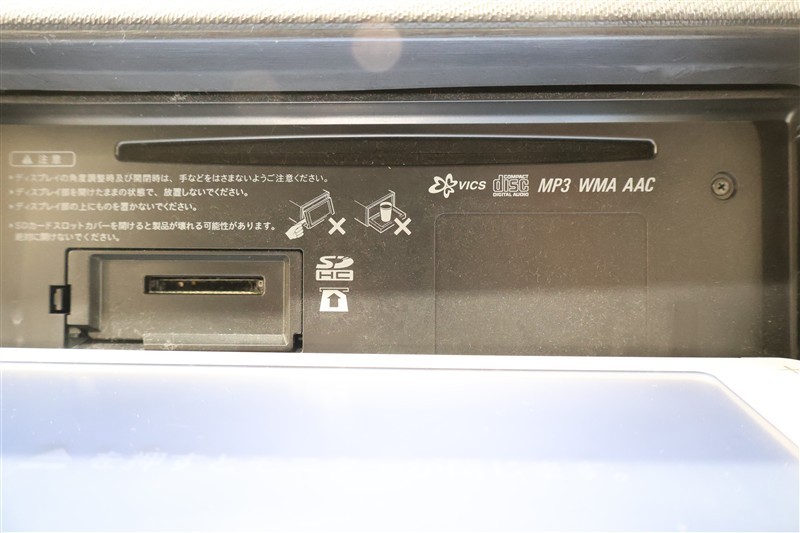 注意
•ディスプレイの角度調整時及び開閉時は、手などをはさまないようご注意ください。
•ディスプレイ部を開けたままの状態で、放置しないでください。
•ディスプレイ部の上にものを置かないでください。
•SDカードスロットカバーを開けると製品が壊れる可能性があります。
絶対に開けないでください。
VICS COMPACT disc DIGITAL AUDIO MP3 WMA AAC
SD HC